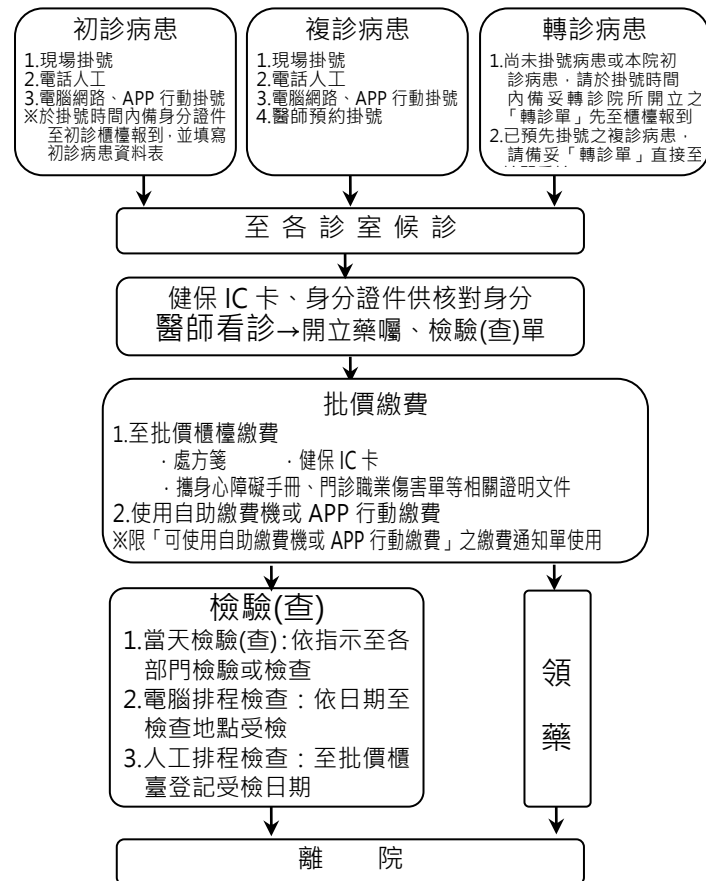 初診病患
1.現場掛號
2.電話人工
3.電腦網路、APP 行動掛號
※於掛號時間內備身分證件
至初診櫃檯報到，並填寫
初診病患資料表
複診病患
1.現場掛號
2.電話人工
3.電腦網路、APP 行動掛號
4.醫師預約掛號
轉診病患
1.尚未掛號病患或本院初
診病患，請於掛號時間
內備妥轉診院所開立之
「轉診單」先至櫃檯報到
2.已預先掛號之複診病患，
請備妥「轉診單」直接至
至各診室候診
健保 IC 卡、身分證件供核對身分
醫師看診→開立藥囑、檢驗(查)單
批價繳費
1.至批價櫃檯繳費
．處方箋　．健保 IC 卡
．攜身心障礙手冊、門診職業傷害單等相關證明文件
2.使用自助繳費機或 APP 行動繳費
※限「可使用自助繳費機或 APP 行動繳費」之繳費通知單使用
檢驗(查)
1.當天檢驗(查)：依指示至各
部門檢驗或檢查
2.電腦排程檢查：依日期至
檢查地點受檢
3.人工排程檢查：至批價櫃
臺登記受檢日期
領
藥
離　院